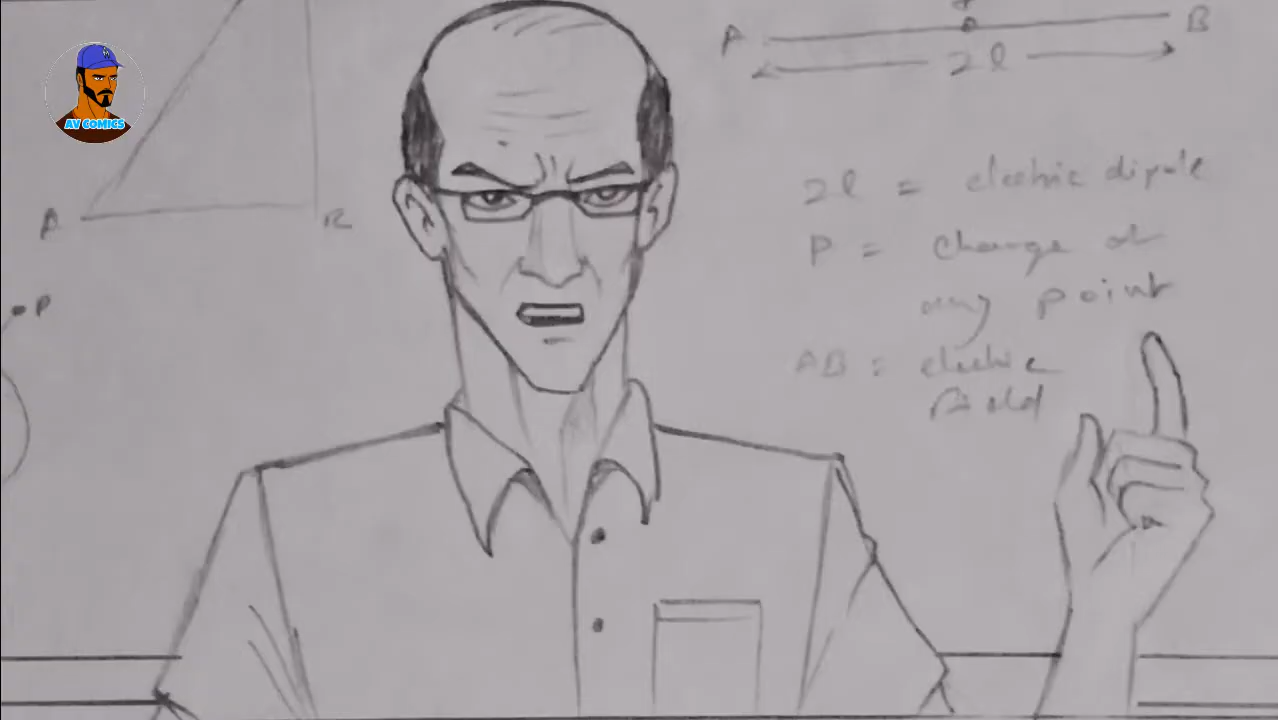 AV COMICS
A
R
P
A
B
2l
2l = electric dipole
P = charge at
any point
AB = electric
field